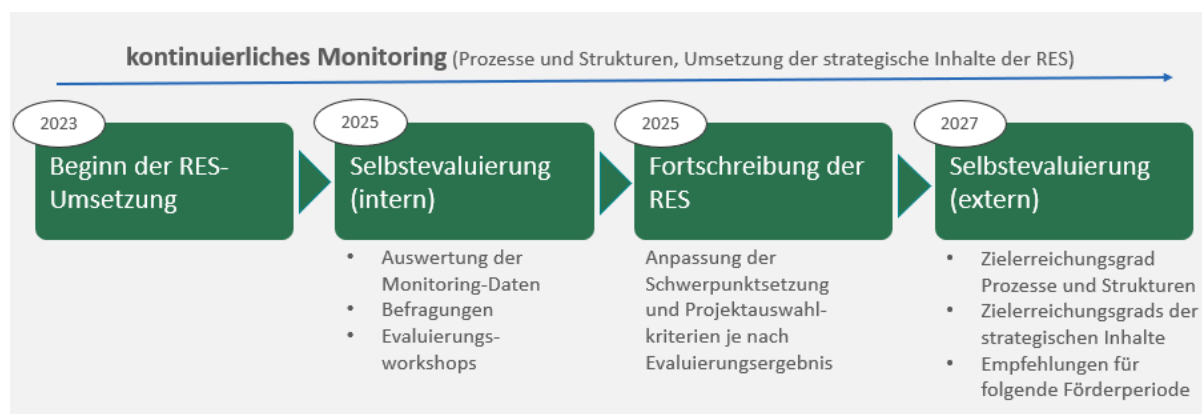 kontinuierliches Monitoring (Prozesse und Strukturen, Umsetzung der strategische Inhalte der RES)
2023
Beginn der RES-
Umsetzung
2025
Selbstevaluierung
(intern)
• Auswertung der
Monitoring-Daten
• Befragungen
• Evaluierungs-
workshops
2025
Fortschreibung der
RES
Anpassung der
Schwerpunktsetzung
und Projektauswahl-
kriterien je nach
Evaluierungsergebnis
2027
Selbstevaluierung
(extern)
• Zielerreichungsgrad
Prozesse und Strukturen
• Zielerreichungsgrads der
strategischen Inhalte
• Empfehlungen für
folgende Förderperiode